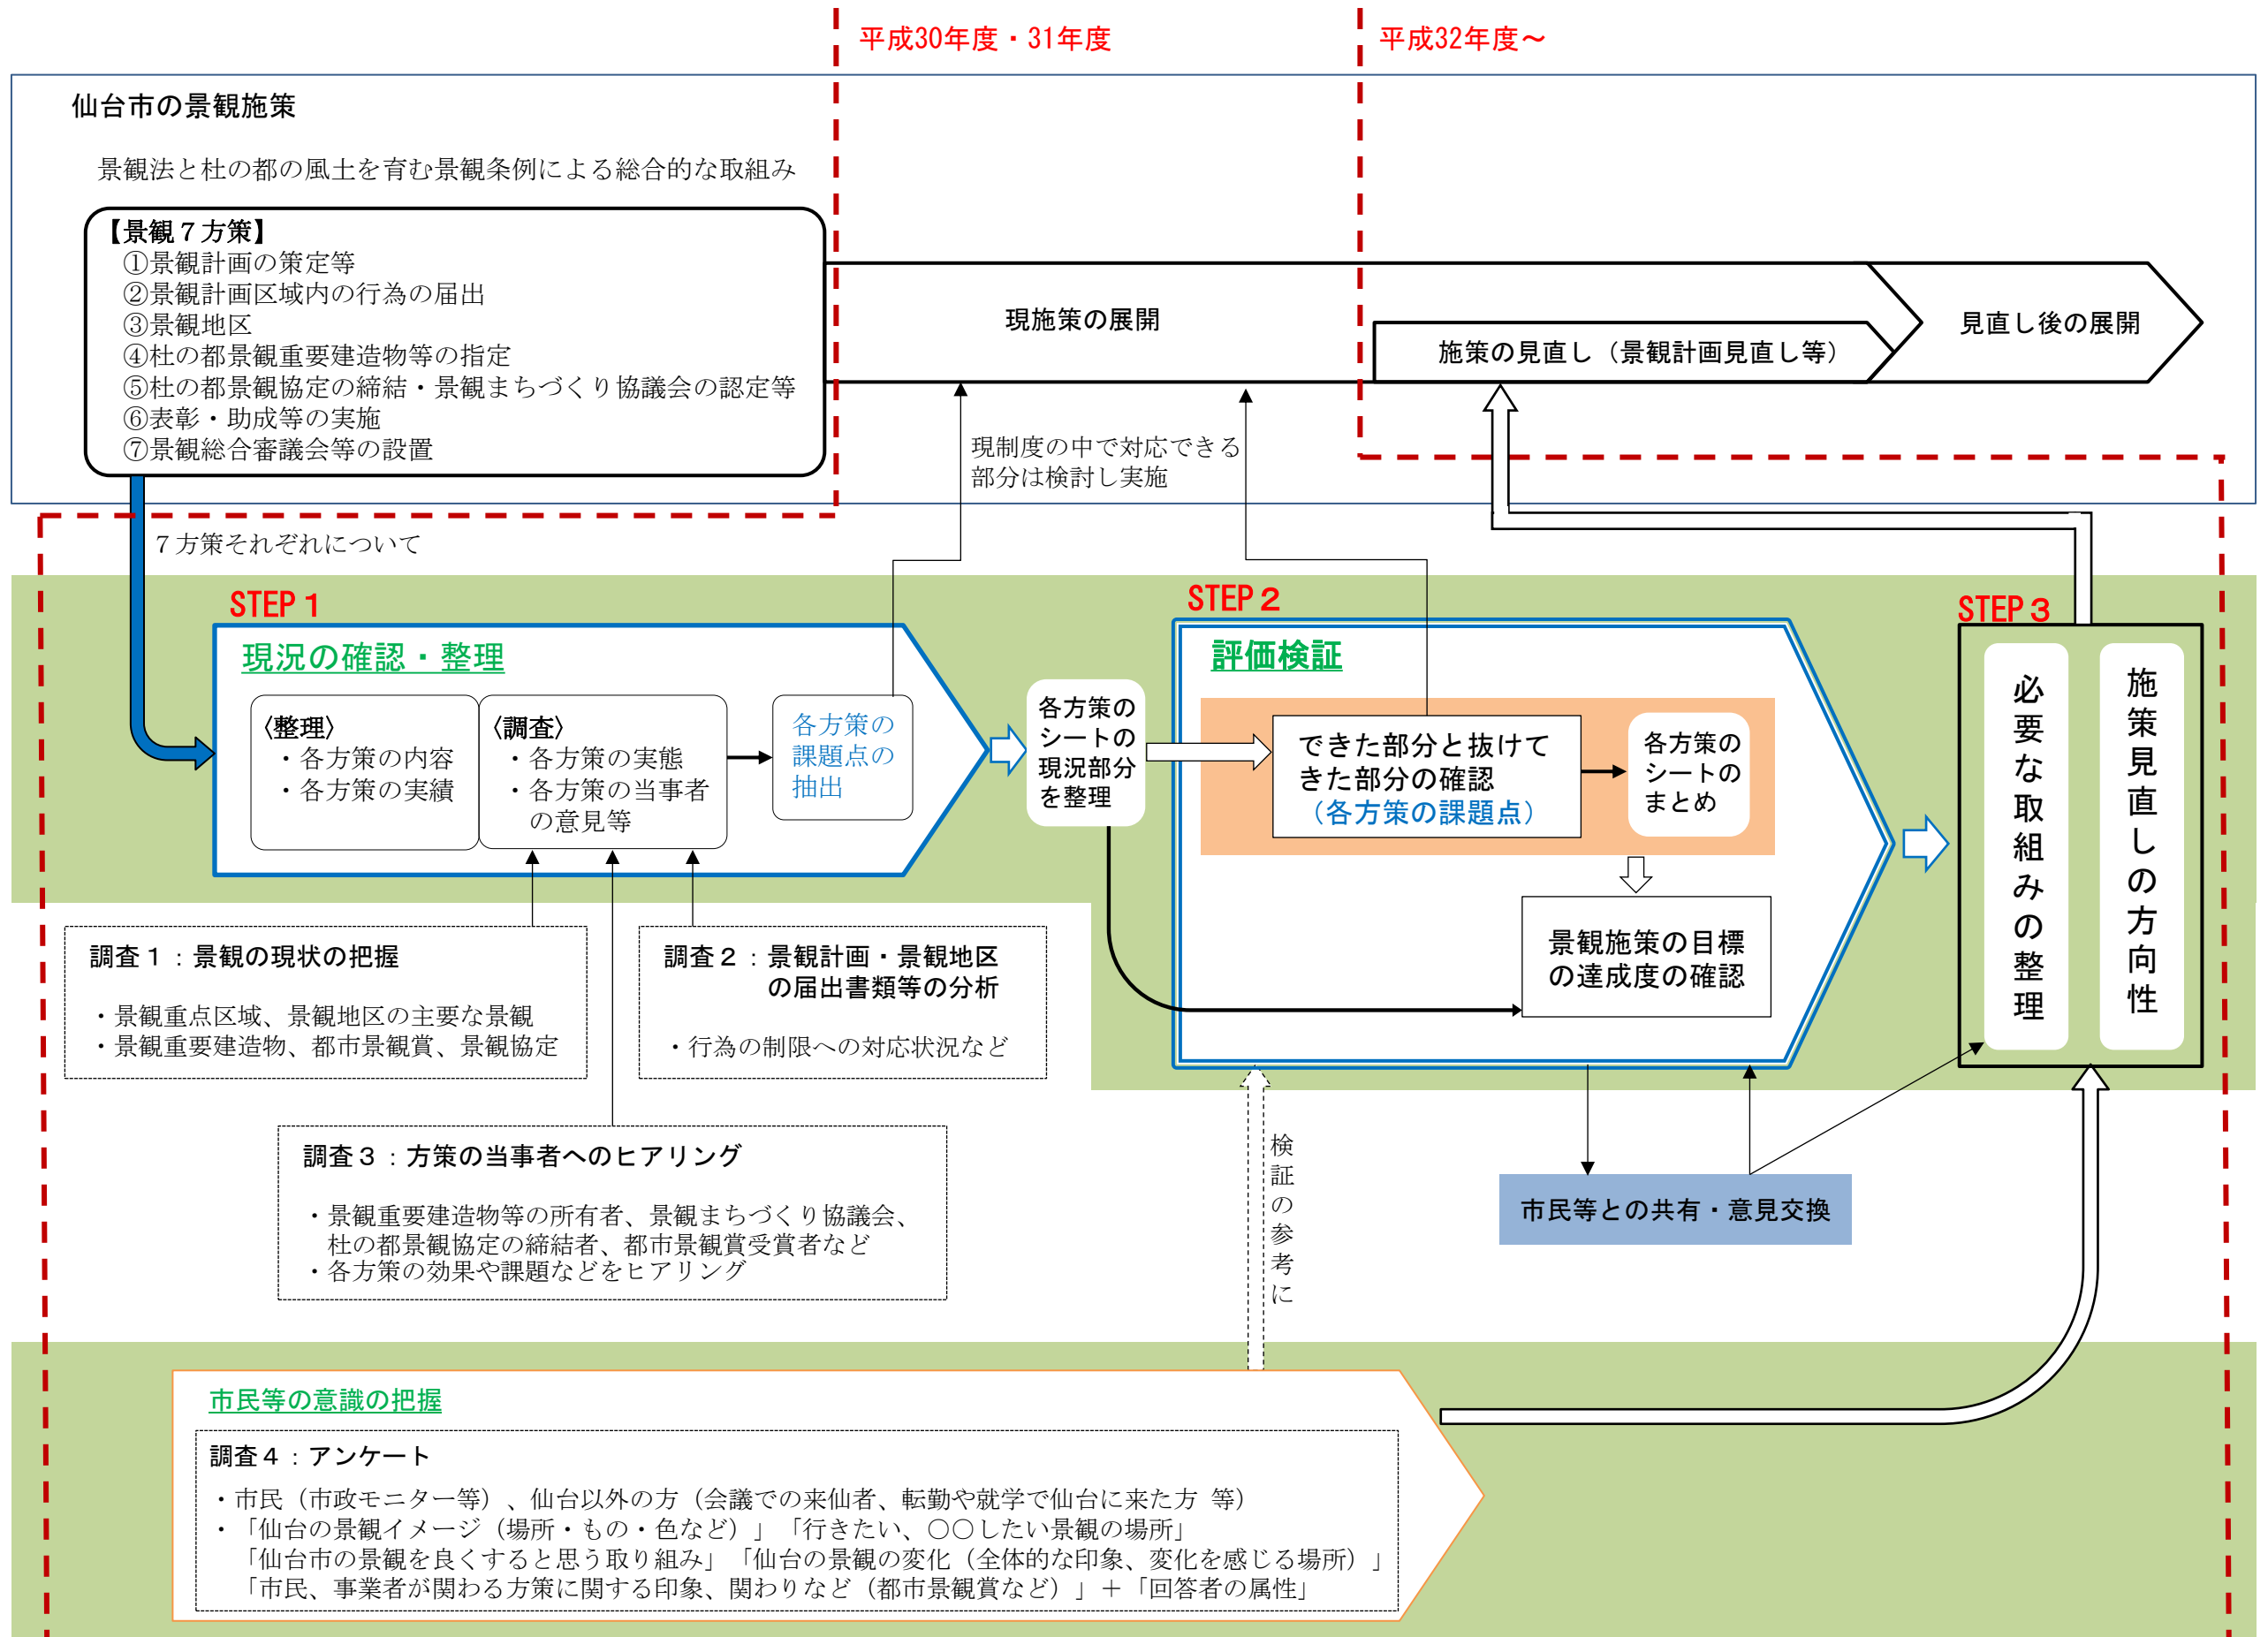 平成30年度・31年度
平成32年度～
仙台市の景観施策
景観法と杜の都の風土を育む景観条例による総合的な取組み
【景観７方策】
①景観計画の策定等
②景観計画区域内の行為の届出
③景観地区
④杜の都景観重要建造物等の指定
⑤杜の都景観協定の締結・景観まちづくり協議会の認定等
⑥表彰・助成等の実施
⑦景観総合審議会等の設置
現施策の展開
施策の見直し（景観計画見直し等）
見直し後の展開
現制度の中で対応できる
部分は検討し実施
７方策それぞれについて
STEP１
現況の確認・整理
〈整理〉
・各方策の内容
・各方策の実績
〈調査〉
・各方策の実態
・各方策の当事者
の意見等
各方策の
課題点の
抽出
各方策の
シートの
現況部分
を整理
STEP２
評価検証
できた部分と抜けて
きた部分の確認
（各方策の課題点）
各方策の
シートの
まとめ
景観施策の目標
の達成度の確認
STEP３
必要な取組みの整理
施策見直しの方向性
調査１：景観の現状の把握
・景観重点区域、景観地区の主要な景観
・景観重要建造物、都市景観賞、景観協定
調査２：景観計画・景観地区
の届出書類等の分析
・行為の制限への対応状況など
調査３：方策の当事者へのヒアリング
・景観重要建造物等の所有者、景観まちづくり協議会、
杜の都景観協定の締結者、都市景観賞受賞者など
・各方策の効果や課題などをヒアリング
検証の参考に
市民等との共有・意見交換
市民等の意識の把握
調査４：アンケート
・市民（市政モニター等）、仙台以外の方（会議での来仙者、転勤や就学で仙台に来た方 等）
・「仙台の景観イメージ（場所・もの・色など）」「行きたい、○○したい景観の場所」
「仙台市の景観を良くすると思う取り組み」「仙台の景観の変化（全体的な印象、変化を感じる場所）」
「市民、事業者が関わる方策に関する印象、関わりなど（都市景観賞など）」＋「回答者の属性」